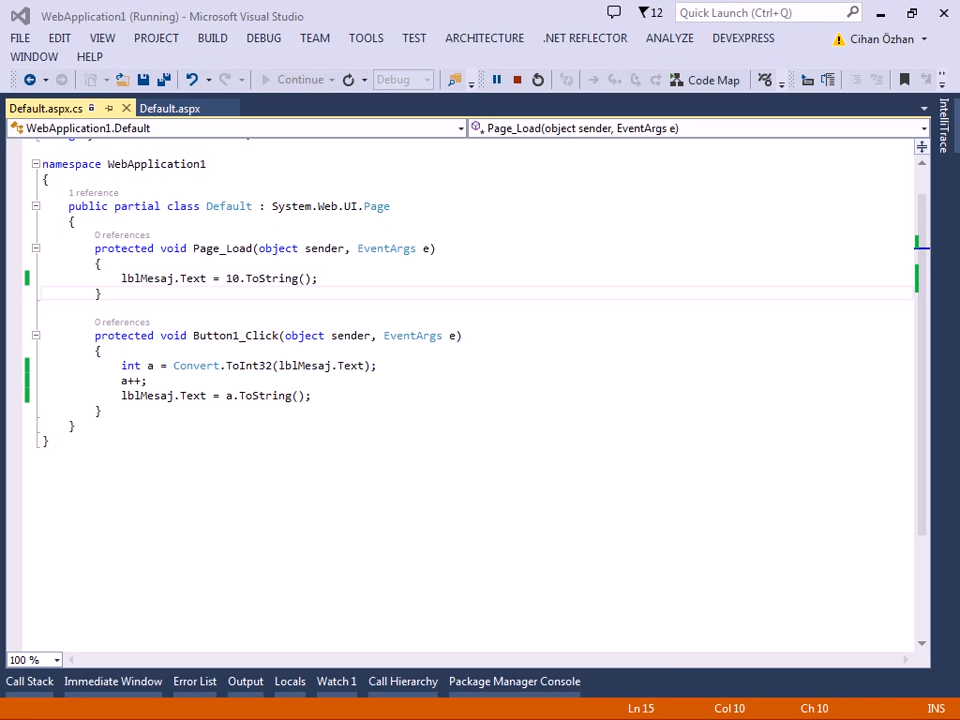 WebApplication1 (Running) - Microsoft Visual Studio
12
Quick Launch (Ctrl+Q)
FILE EDIT VIEW PROJECT BUILD DEBUG TEAM TOOLS TEST ARCHITECTURE .NET REFLECTOR ANALYZE DEVEXPRESS
Cihan Özhan
WINDOW HELP
Continue
Debug
Code Map
Default.aspx.cs
Default.aspx
WebApplication1.Default
Page_Load(object sender, EventArgs e)
IntelliTrace
namespace WebApplication1
{
1 reference
public partial class Default : System.Web.UI.Page
{
0 references
protected void Page_Load(object sender, EventArgs e)
{
lblMesaj.Text = 10.ToString();
}
0 references
protected void Button1_Click(object sender, EventArgs e)
{
int a = Convert.ToInt32(lblMesaj.Text);
a++;
lblMesaj.Text = a.ToString();
}
}
}
100 %
Call Stack Immediate Window Error List Output Locals Watch 1 Call Hierarchy Package Manager Console
Ln 15 Col 10 Ch 10 INS